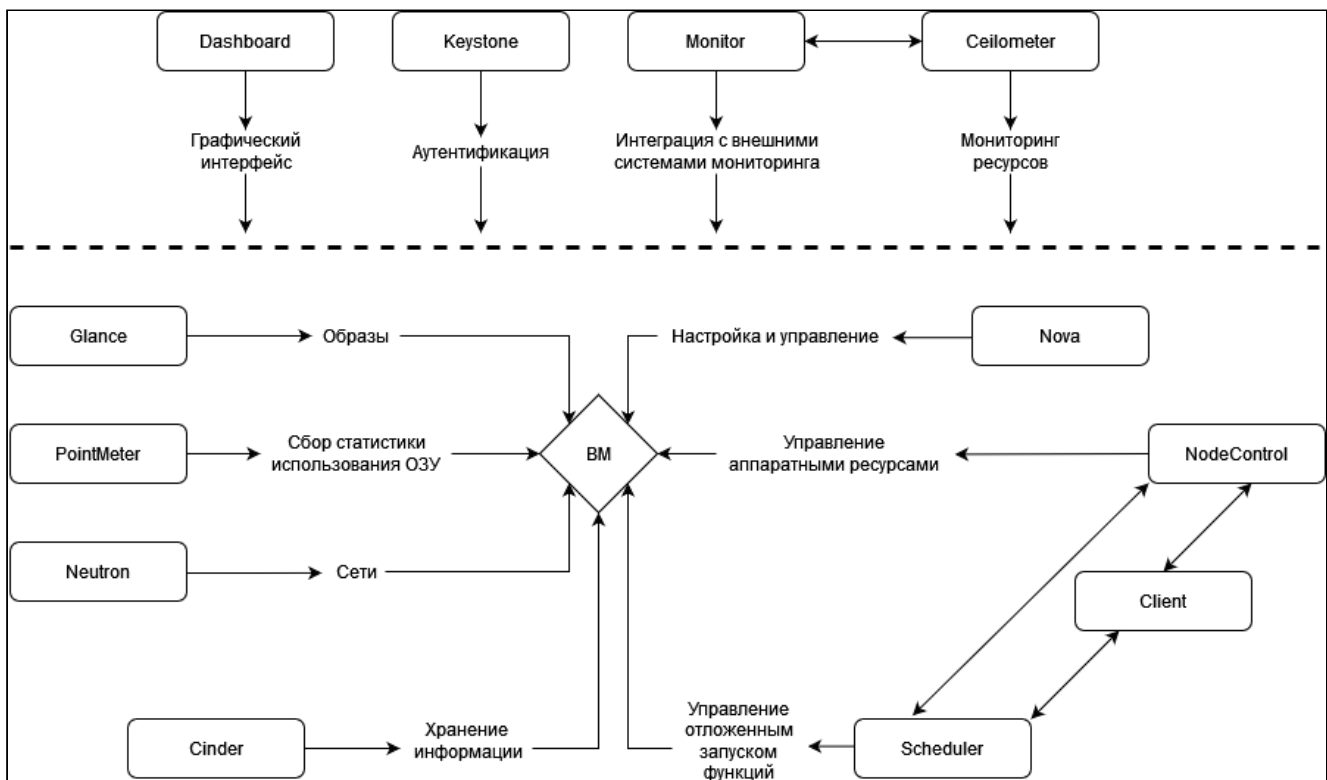 Dashboard
Keystone
Monitor
Ceilometer
Графический
интерфейс
Аутентификация
Интеграция с внешними
системами мониторинга
Мониторинг
ресурсов
Glance
Образы
Настройка и управление
Nova
PointMeter
Сбор статистики
использования ОЗУ
ВМ
Управление
аппаратными ресурсами
NodeControl
Neutron
Сети
Client
Cinder
Хранение
информации
Управление
отложенным
запуском
функций
Scheduler